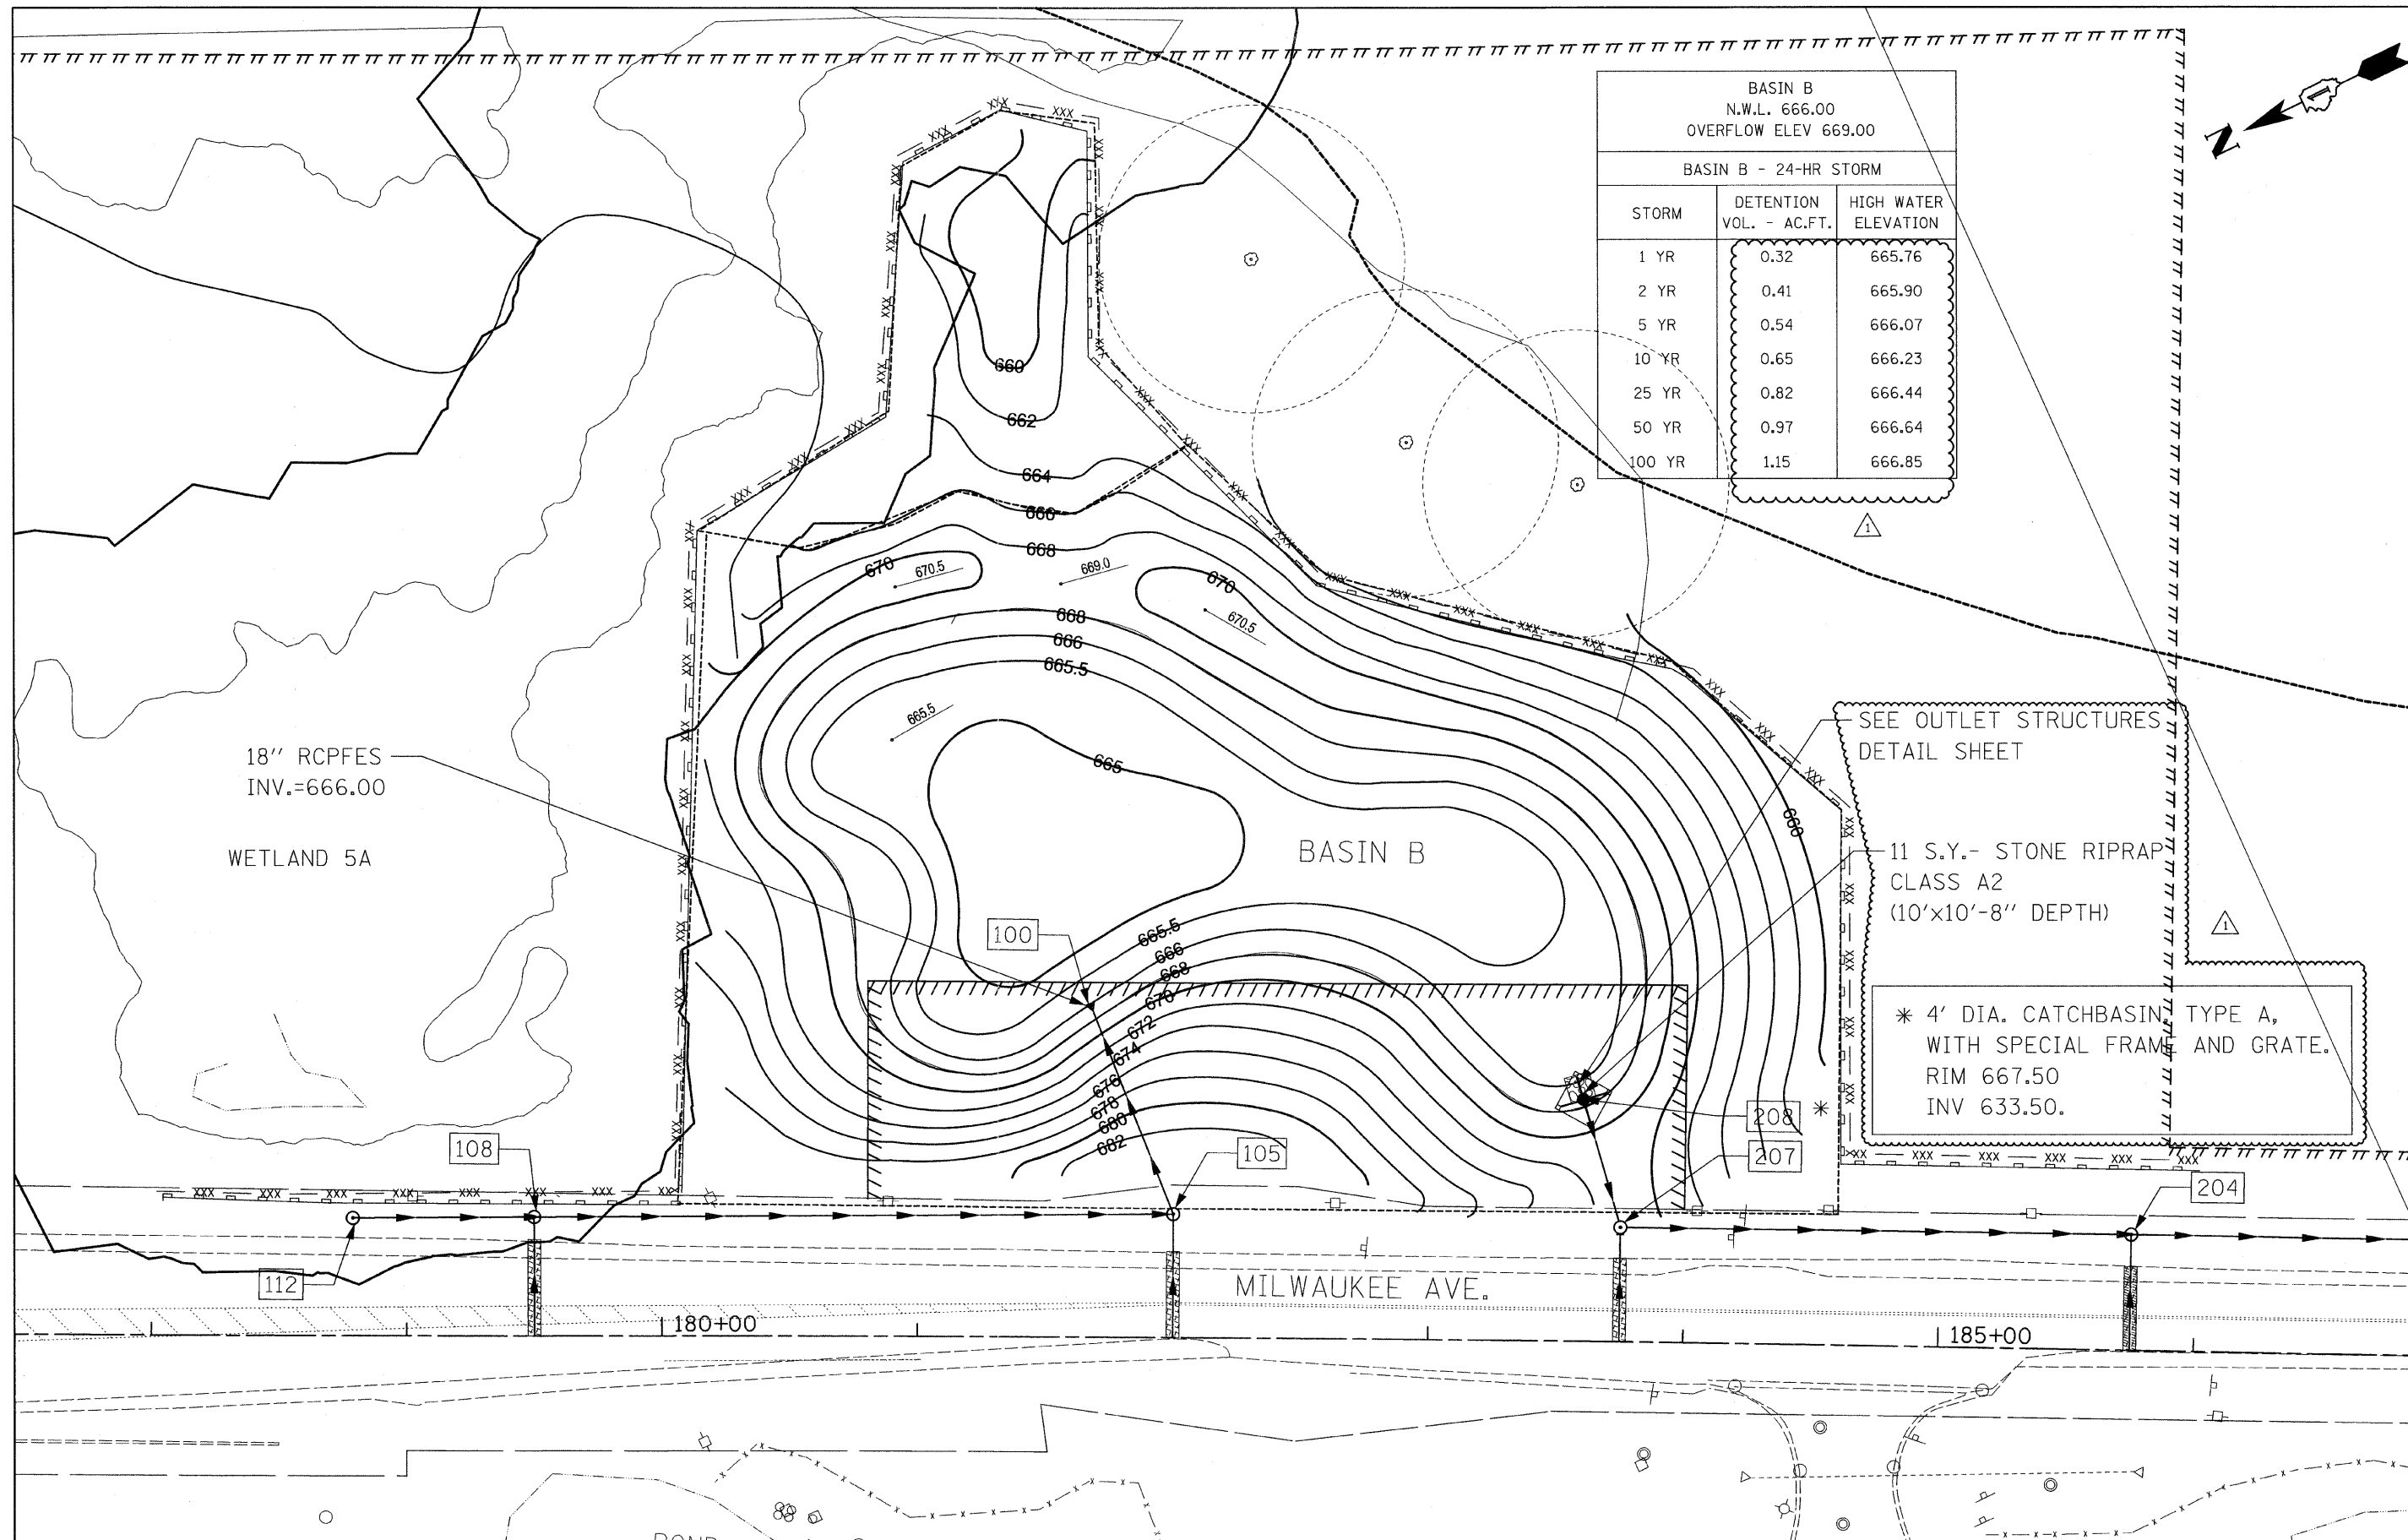 BASIN B
N.W.L. 666.00
OVERFLOW ELEV 669.00
BASIN B - 24-HR STORM
STORM
DETENTION
VOL. - AC.FT.
HIGH WATER
ELEVATION
1 YR 0.32 665.76
2 YR 0.41 665.90
5 YR 0.54 666.07
10 YR 0.65 666.23
25 YR 0.82 666.44
50 YR 0.97 666.64
100 YR 1.15 666.85
1
N
660
662
664
666
668
670
670.5
669.0
670
670.5
668
666
665.5
665.5
665
18" RCPFES
INV.=666.00
WETLAND 5A
BASIN B
SEE OUTLET STRUCTURES
DETAIL SHEET
11 S.Y.- STONE RIPRAP
CLASS A2
(10'x10'-8" DEPTH)
1
* 4' DIA. CATCHBASIN, TYPE A,
WITH SPECIAL FRAME AND GRATE.
RIM 667.50
INV 633.50.
100
665.5
666
668
670
672
674
676
678
680
682
108
105
112
208 *
207
204
MILWAUKEE AVE.
180+00
185+00